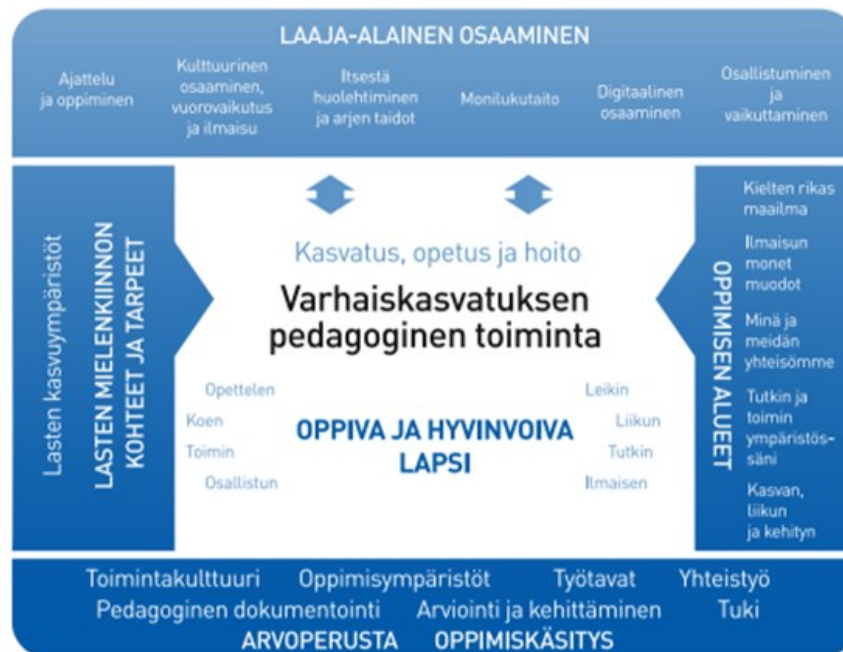 LAAJA-ALAINEN OSAAMINEN
Ajattelu
ja oppiminen
Kulttuurinen
osaaminen,
vuorovaikutus
ja ilmaisu
Itsestä
huolehtiminen
ja arjen taidot
Monilukutaito
Digitaalinen
osaaminen
Osallistuminen
ja
vaikuttaminen
Lasten kasvuympäristöt
LASTEN MIELENKIINNON
KOHTEET JA TARPEET
Kasvatus, opetus ja hoito
Varhaiskasvatuksen
pedagoginen toiminta
Opettelen
Koen
Toimin
Osallistun
OPPIVA JA HYVINVOIVA
LAPSI
Leikin
Liikun
Tutkin
Ilmaisen
OPPIMISEN ALUEET
Kielten rikas
maailma
Ilmaisun
monet
muodot
Minä ja
meidän
yhteisömme
Tutkin ja
toimin
ympäristös-
säni
Kasvan,
liikun
ja kehityn
Toimintakulttuuri Oppimisympäristöt Työtavat Yhteistyö
Pedagoginen dokumentointi Arviointi ja kehittäminen Tuki
ARVOPERUSTA OPPIMISKÄSITYS